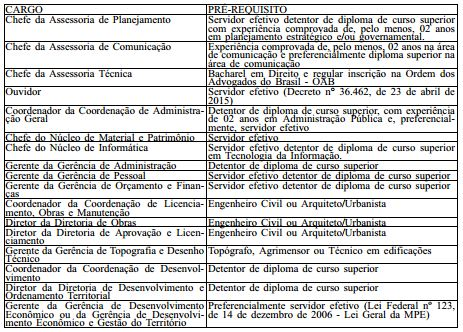 CARGO PRÉ-REQUISITO
Chefe da Assessoria de Planejamento Servidor efetivo detentor de diploma de curso superior
com experiência comprovada de, pelo menos, 02 anos
em planejamento estratégico e/ou governamental.
Chefe da Assessoria de Comunicação Experiência comprovada de, pelo menos, 02 anos na área
de comunicação e preferencialmente diploma superior na
área de comunicação
Chefe da Assessoria Técnica Bacharel em Direito e regular inscrição na Ordem dos
Advogados do Brasil - OAB
Ouvidor Servidor efetivo (Decreto nº 36.462, de 23 de abril de
2015)
Coordenador da Coordenação de Administra- Detentor de diploma de curso superior, com experiência
ção Geral de 02 anos em Administração Pública e, preferencial-
mente, servidor efetivo
Chefe do Núcleo de Material e Patrimônio Servidor efetivo
Chefe do Núcleo de Informática Servidor efetivo detentor de diploma de curso superior
em Tecnologia da Informação.
Gerente da Gerência de Administração Detentor de diploma de curso superior
Gerente da Gerência de Pessoal Servidor efetivo detentor de diploma de curso superior
Gerente da Gerência de Orçamento e Finan- Servidor efetivo detentor de diploma de curso superior
ças
Coordenador da Coordenação de Licencia- Engenheiro Civil ou Arquiteto/Urbanista
mento, Obras e Manutenção
Diretor da Diretoria de Obras Engenheiro Civil ou Arquiteto/Urbanista
Diretor da Diretoria de Aprovação e Licen- Engenheiro Civil ou Arquiteto/Urbanista
ciamento
Gerente da Gerência de Topografia e Desenho Topógrafo, Agrimensor ou Técnico em edificações
Técnico
Coordenador da Coordenação de Desenvol- Detentor de diploma de curso superior
vimento
Diretor da Diretoria de Desenvolvimento e Detentor de diploma de curso superior
Ordenamento Territorial
Gerente da Gerência de Desenvolvimento Preferencialmente servidor efetivo (Lei Federal nº 123,
Econômico ou da Gerência de Desenvolvi- de 14 de dezembro de 2006 - Lei Geral da MPE)
mento Econômico e Gestão do Território